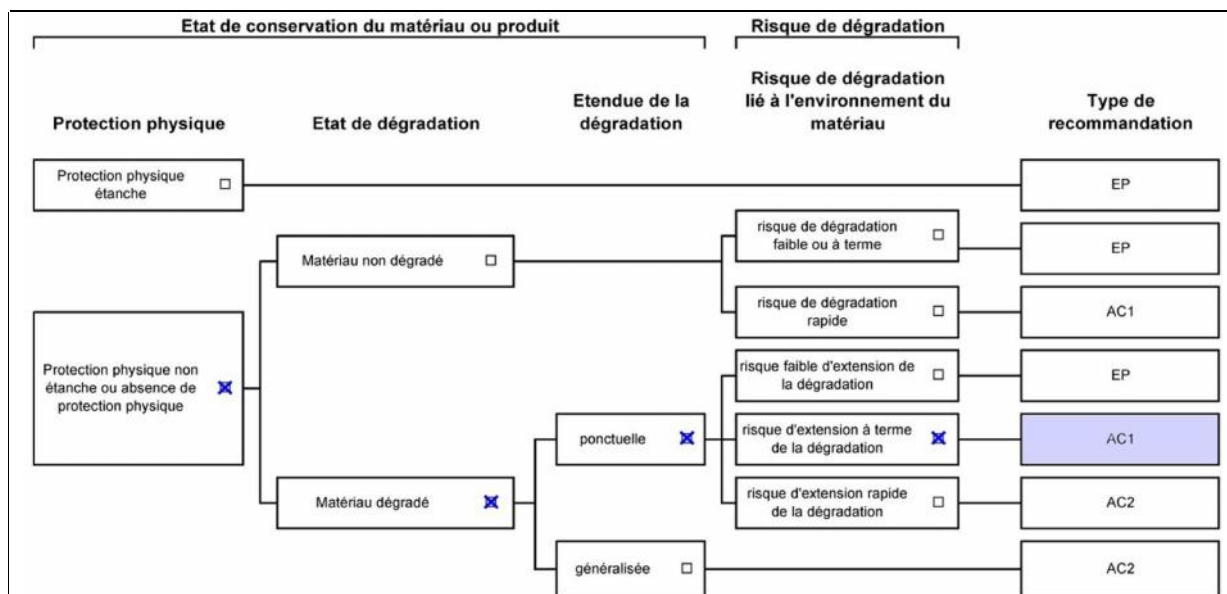 Etat de conservation du matériau ou produit
Risque de dégradation
Protection physique
Etat de dégradation
Etendue de la
dégradation
Risque de dégradation
lié à l'environnement du
matériau
Type de
recommandation
Protection physique
étanche
EP
Matériau non dégradé
risque de dégradation
faible ou à terme
EP
risque de dégradation
rapide
AC1
Protection physique non
étanche ou absence de
protection physique
risque faible d'extension de
la dégradation
EP
ponctuelle
risque d'extension à terme
de la dégradation
AC1
Matériau dégradé
risque d'extension rapide
de la dégradation
AC2
généralisée
AC2